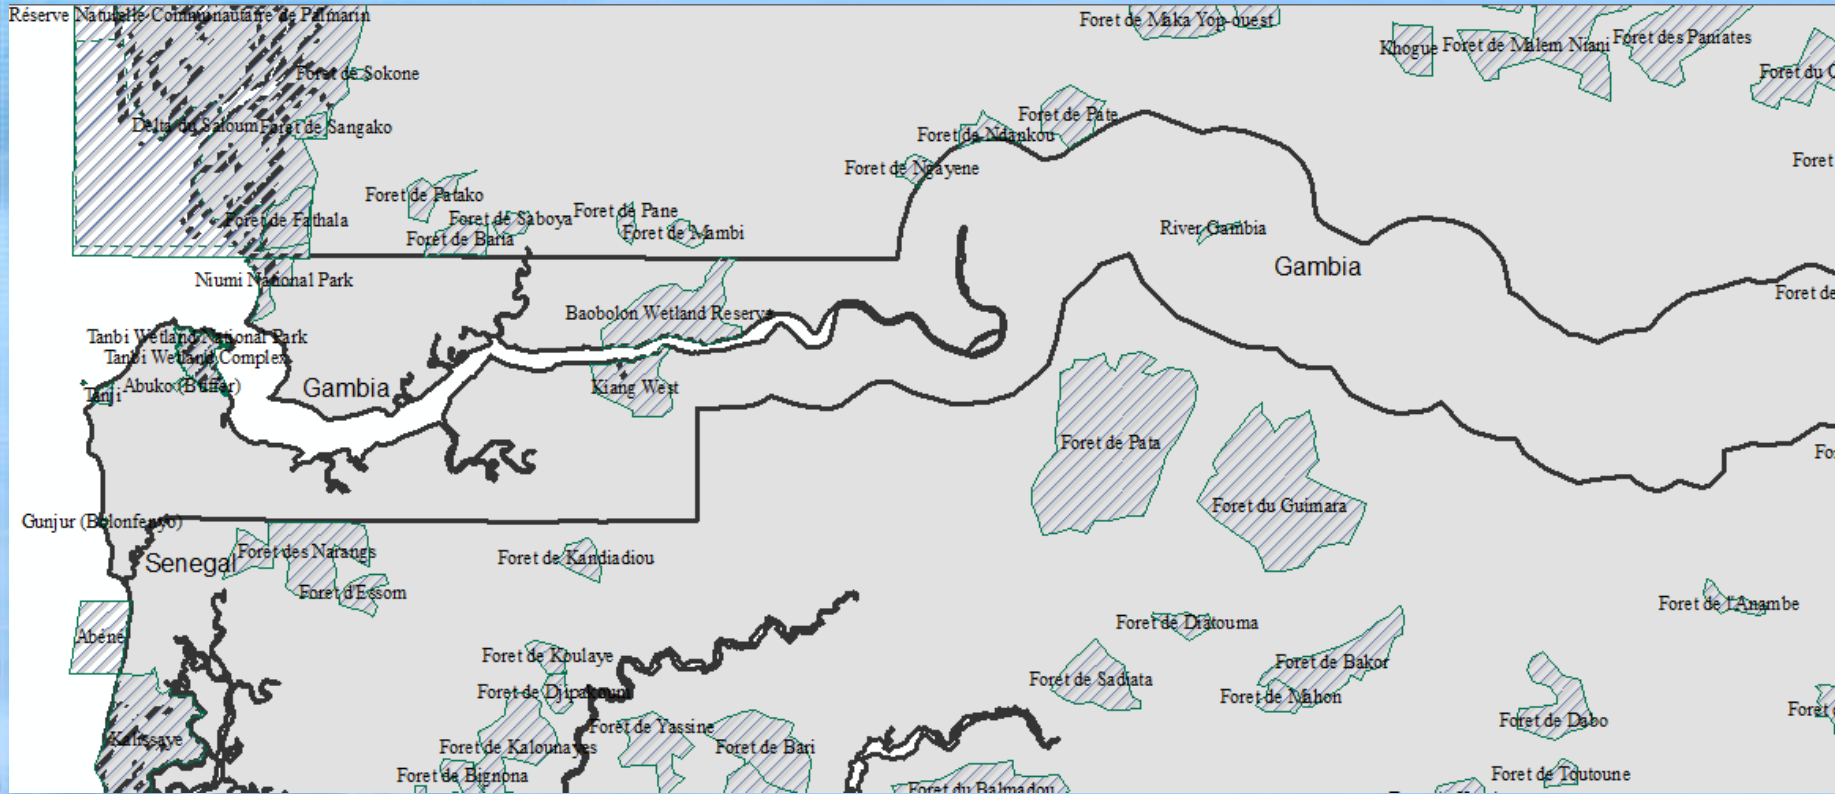 Réserve Naturelle Communautaire de Palmarin
Foret de Maka Yop-ouest
Khogue
Foret de Malem Niani
Foret des Paniates
Foret du
Foret de Sokone
Foret de Pate
Delta du Saloum
Foret de Sangako
Foret de Ndankou
Foret de Ngayene
Foret
Foret de Patako
Foret de Saboya
Foret de Pane
Foret de Fathala
Foret de Baria
Foret de Mambi
River Gambia
Gambia
Niumi National Park
Foret de
Baobolon Wetland Reserve
Tanbi Wetland National Park
Tanbi Wetland Complex
Abuko (Buffer)
Tanji
Gambia
Kiang West
Foret de Pata
Foret du Guimara
Gunjur (Bolonfenyo)
Foret des Narangs
Foret de Kandiadiou
Senegal
Foret d'Essom
Foret de l'Anambe
Foret de Diatouma
Abéné
Foret de Koulaye
Foret de Bakor
Foret de Sadiata
Foret de Djipakoum
Foret de Mahon
Foret
Foret de Yassine
Foret de Dabo
Kalissaye
Foret de Kalounayes
Foret de Bari
Foret de Bignona
Foret de Toutoune
Foret du Balmadou